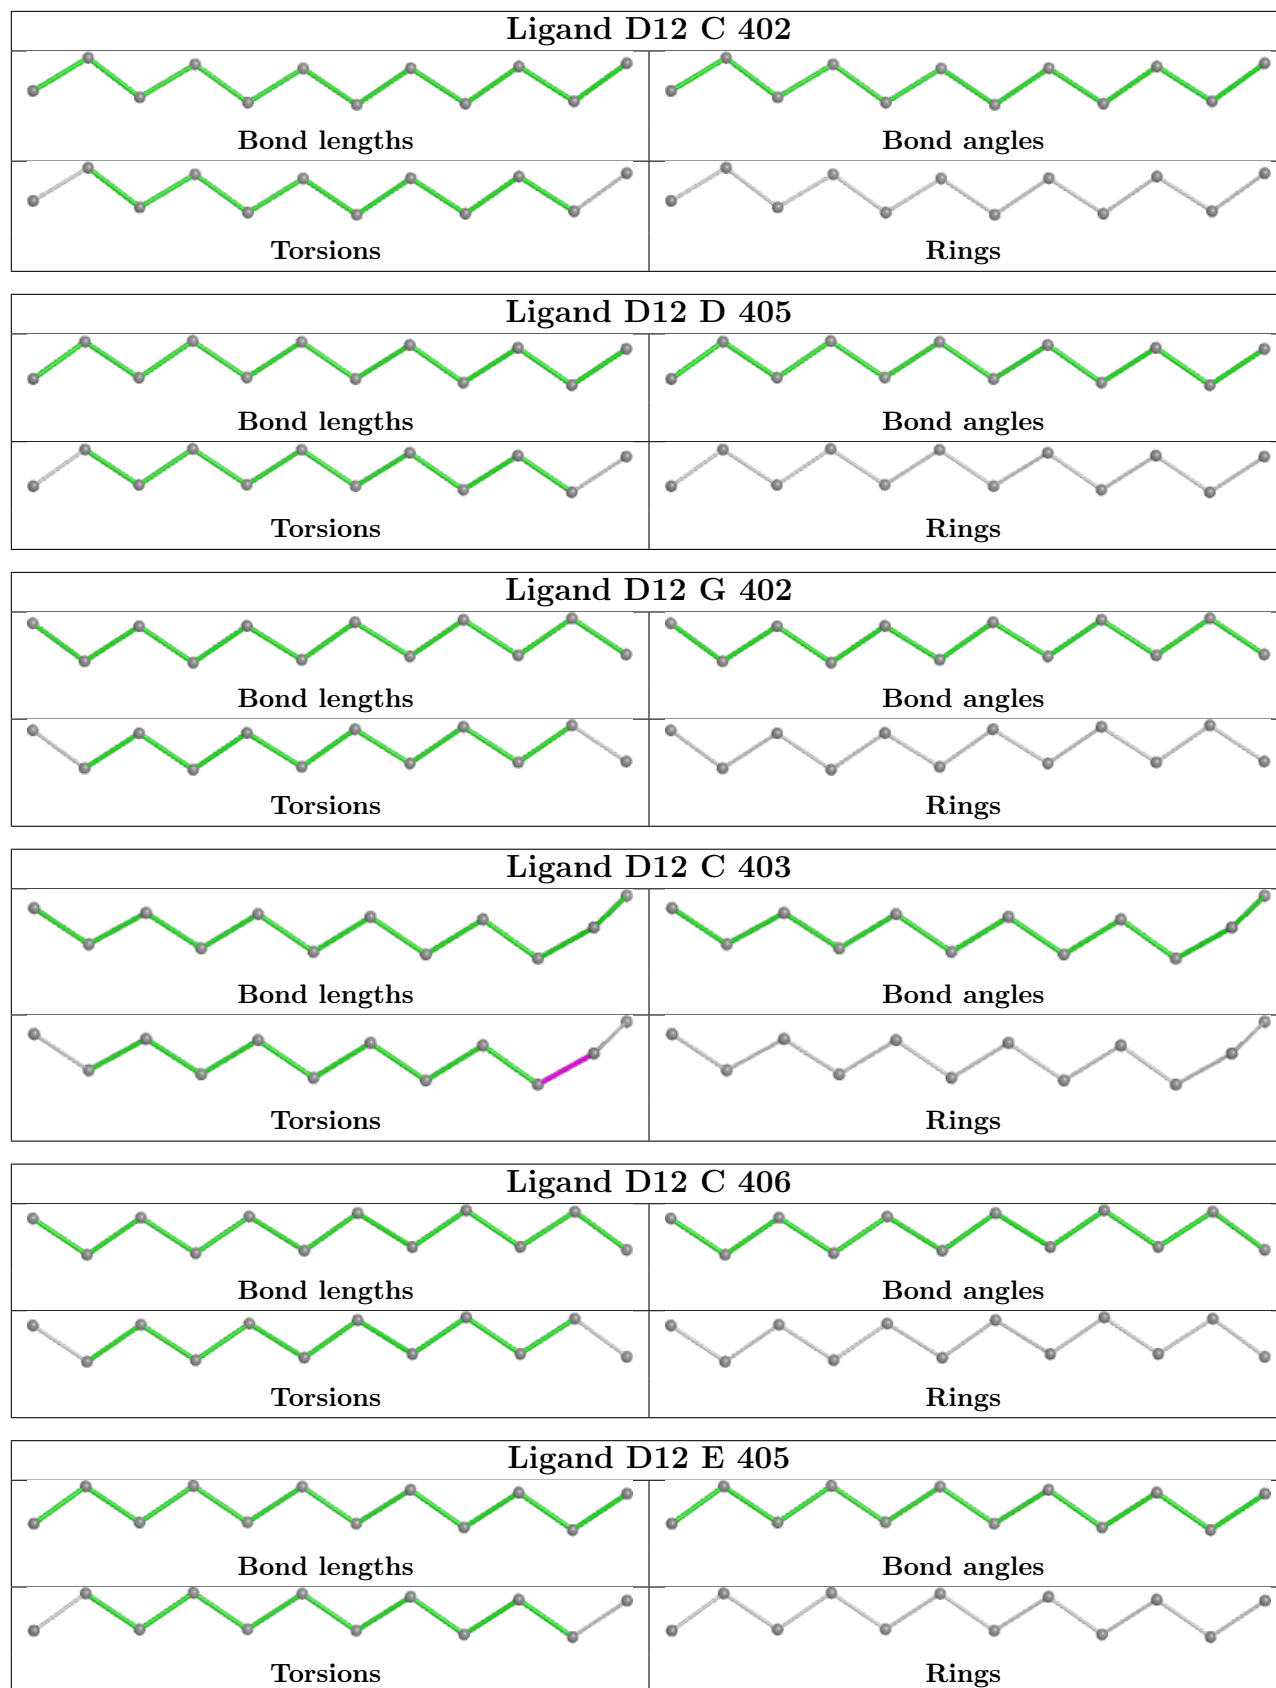 Ligand D12 C 402
Bond lengths Bond angles
Torsions Rings
Ligand D12 D 405
Bond lengths Bond angles
Torsions Rings
Ligand D12 G 402
Bond lengths Bond angles
Torsions Rings
Ligand D12 C 403
Bond lengths Bond angles
Torsions Rings
Ligand D12 C 406
Bond lengths Bond angles
Torsions Rings
Ligand D12 E 405
Bond lengths Bond angles
Torsions Rings